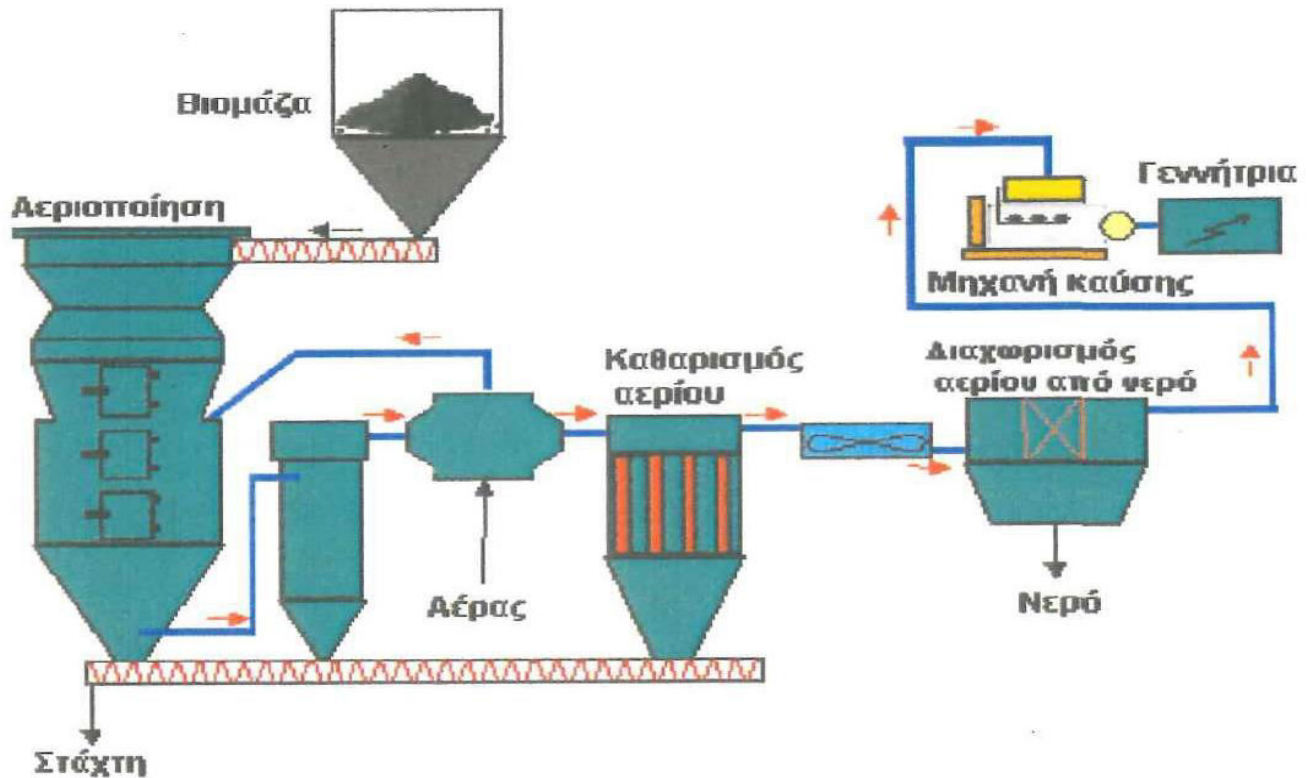 Βιομάζα
Αεριοποίηση
Γεννήτρια
Μηχανή καύσης
Καθαρισμός
αερίου
Διαχωρισμός
αερίου από νερό
Αέρας
Νερό
Στάχτη